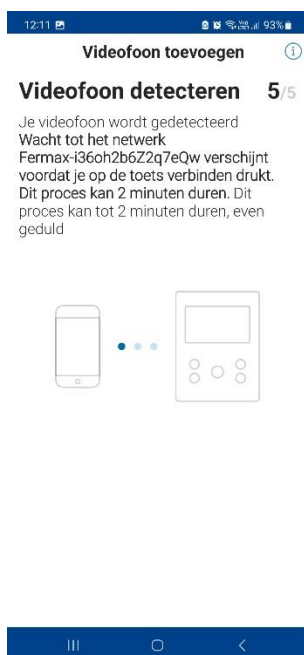 12:11 93%
Videofoon toevoegen
Videofoon detecteren 5/5
Je videofoon wordt gedetecteerd
Wacht tot het netwerk
Fermax-i36oh2b6Z2q7eQw verschijnt
voordat je op de toets verbinden drukt.
Dit proces kan 2 minuten duren. Dit
proces kan tot 2 minuten duren, even
geduld